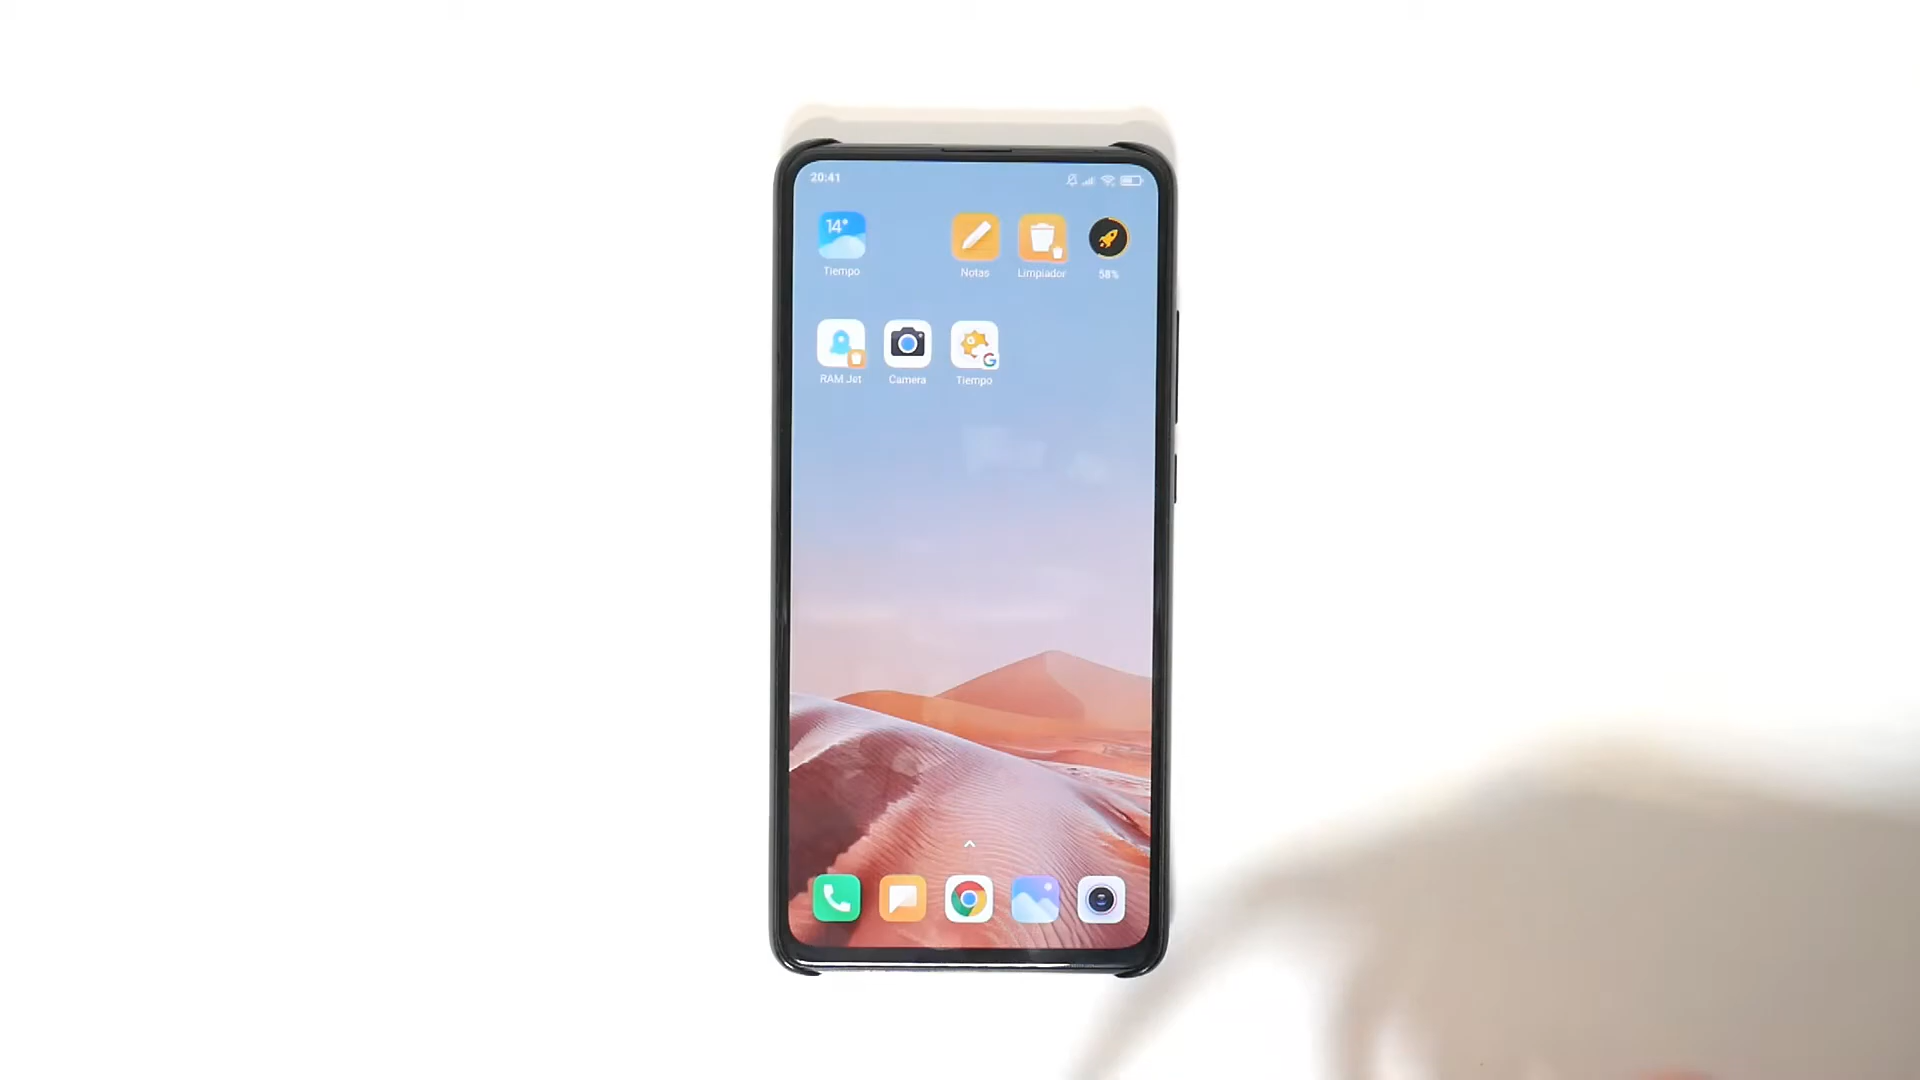 20:41
14°
Tiempo
Notas
Limpiador
58%
RAM Jet
Camera
Tiempo